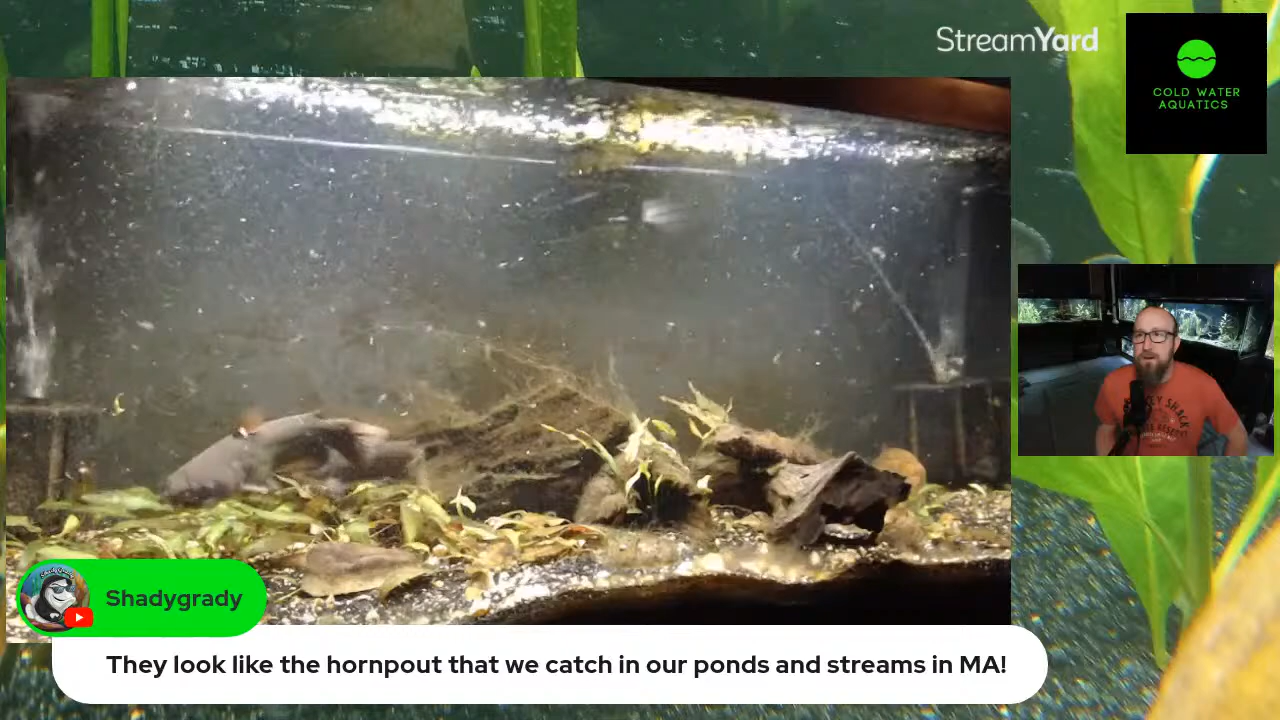 StreamYard
COLD WATER
AQUATICS
Shadygrady
They look like the hornpout that we catch in our ponds and streams in MA!